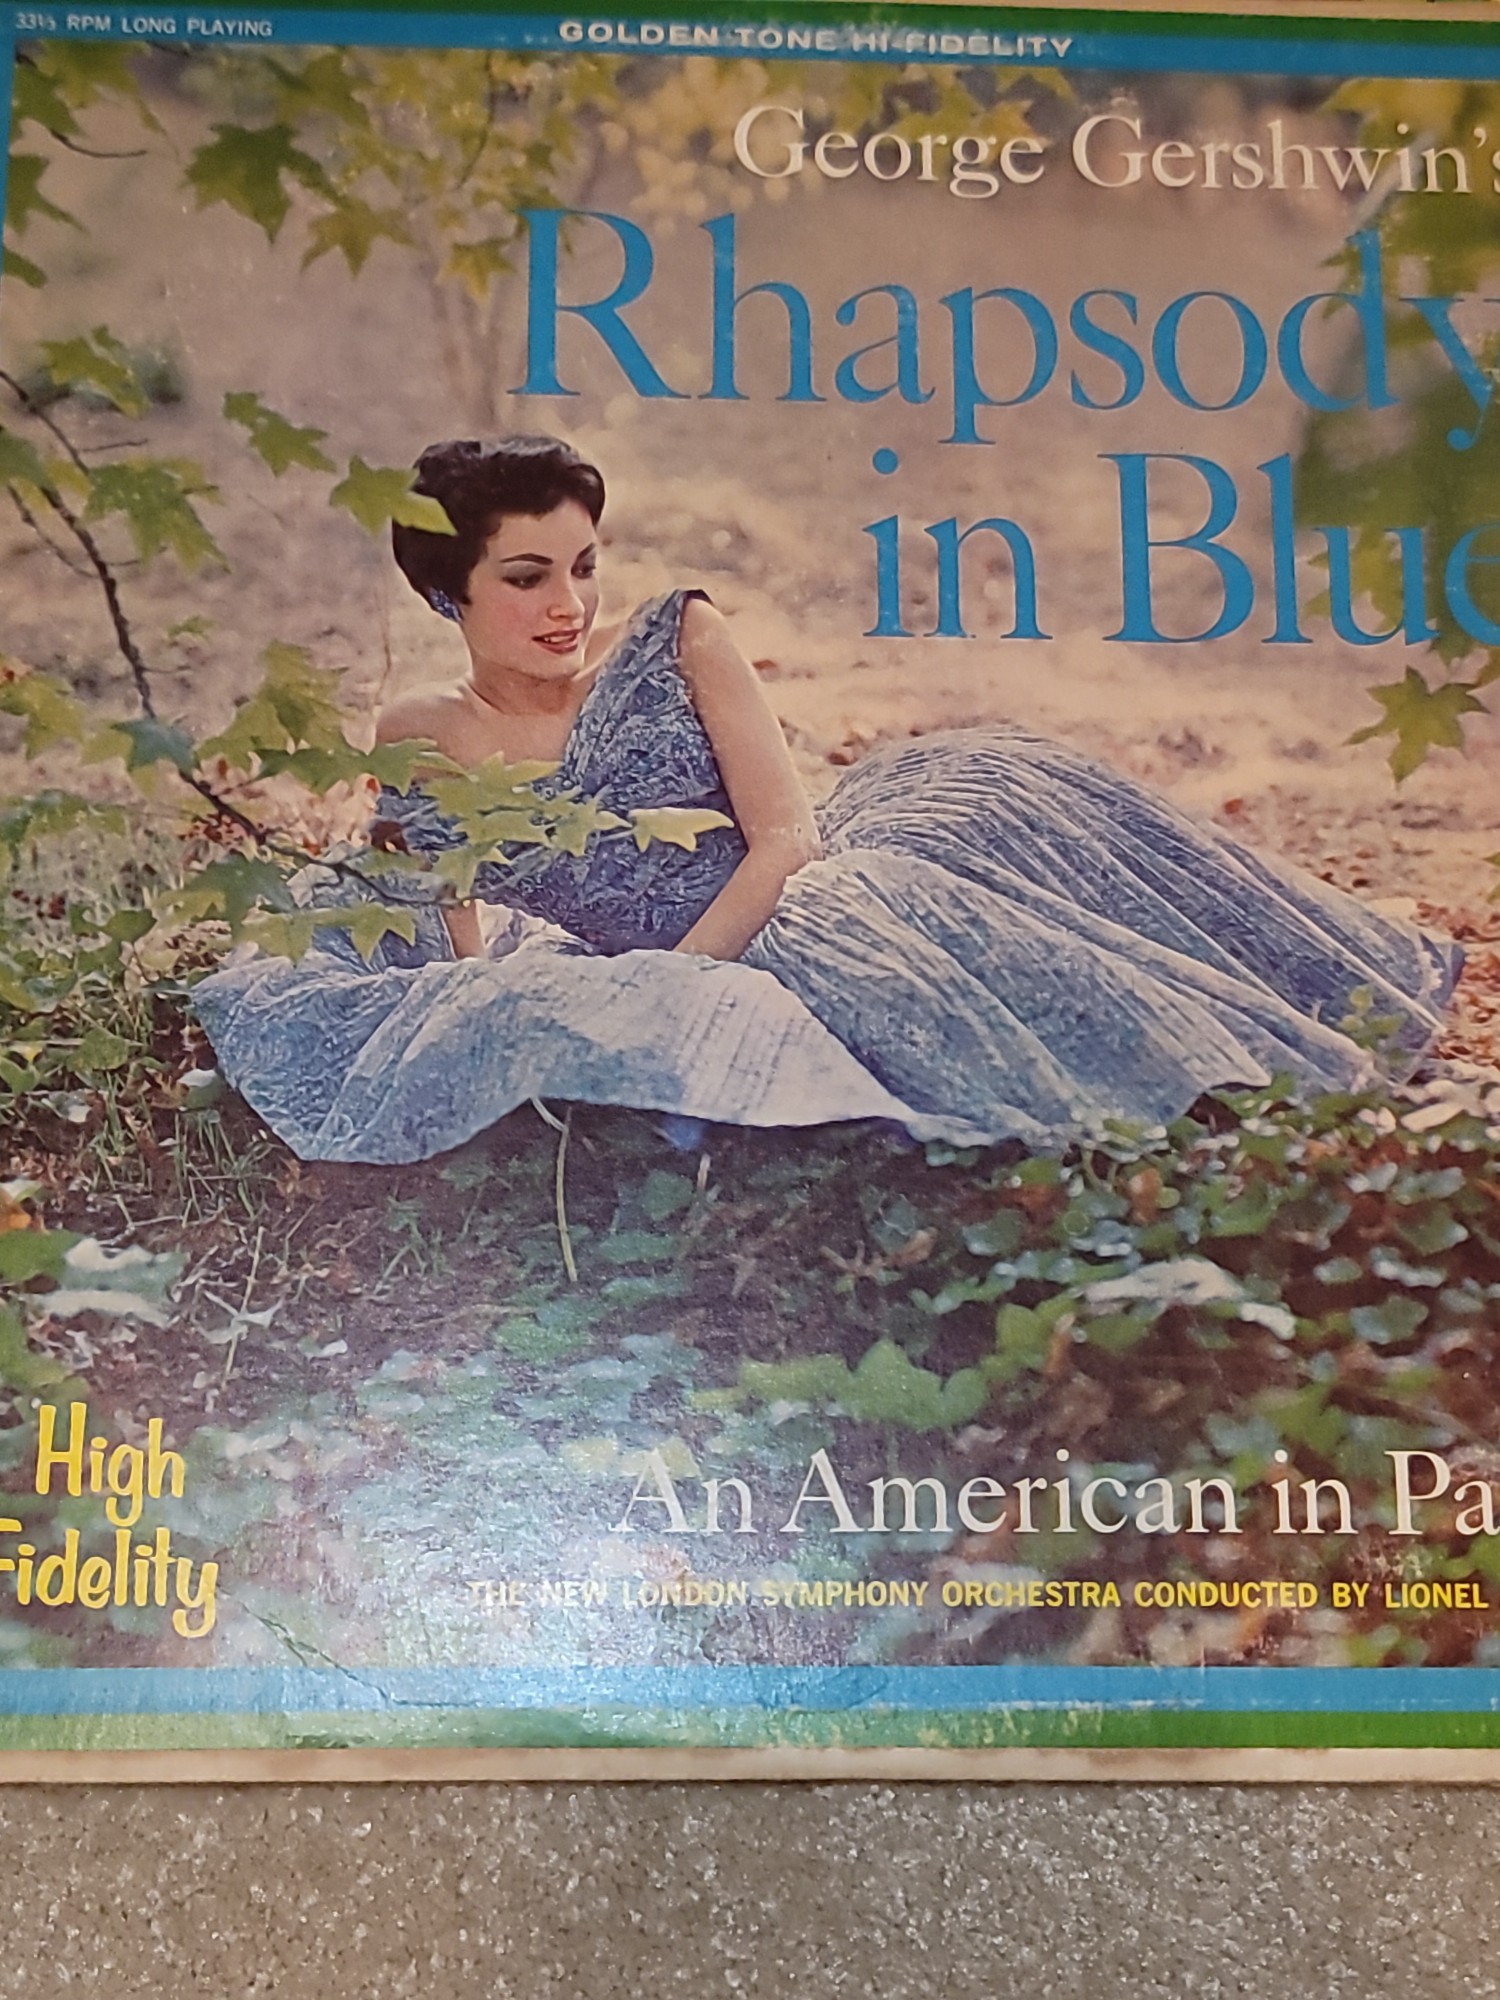 33⅓ RPM LONG PLAYING
GOLDEN TONE HI-FIDELITY
George Gershwin's
Rhapsody
in Blue
High
Fidelity
An American in Pa
THE NEW LONDON SYMPHONY ORCHESTRA CONDUCTED BY LIONEL